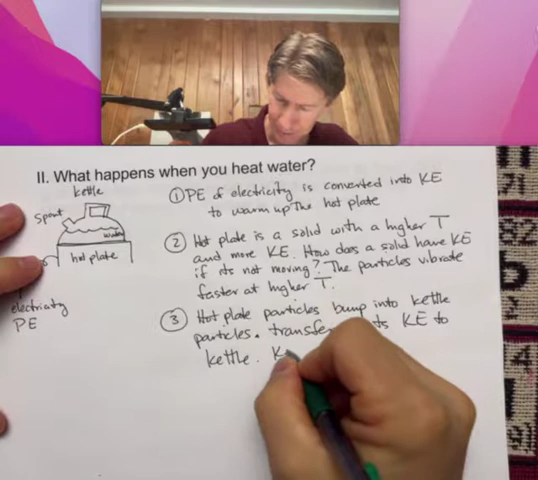 II. What happens when you heat water?
kettle
spout
water
hot plate
electricity
PE
① PE of electricity is converted into KE
to warm up the hot plate
② Hot plate is a solid with a higher T
and more KE. How does a solid have KE
if its not moving? The particles vibrate
faster at higher T.
③ Hot plate particles bump into kettle
particles. KE to
kettle. K
71
82
4